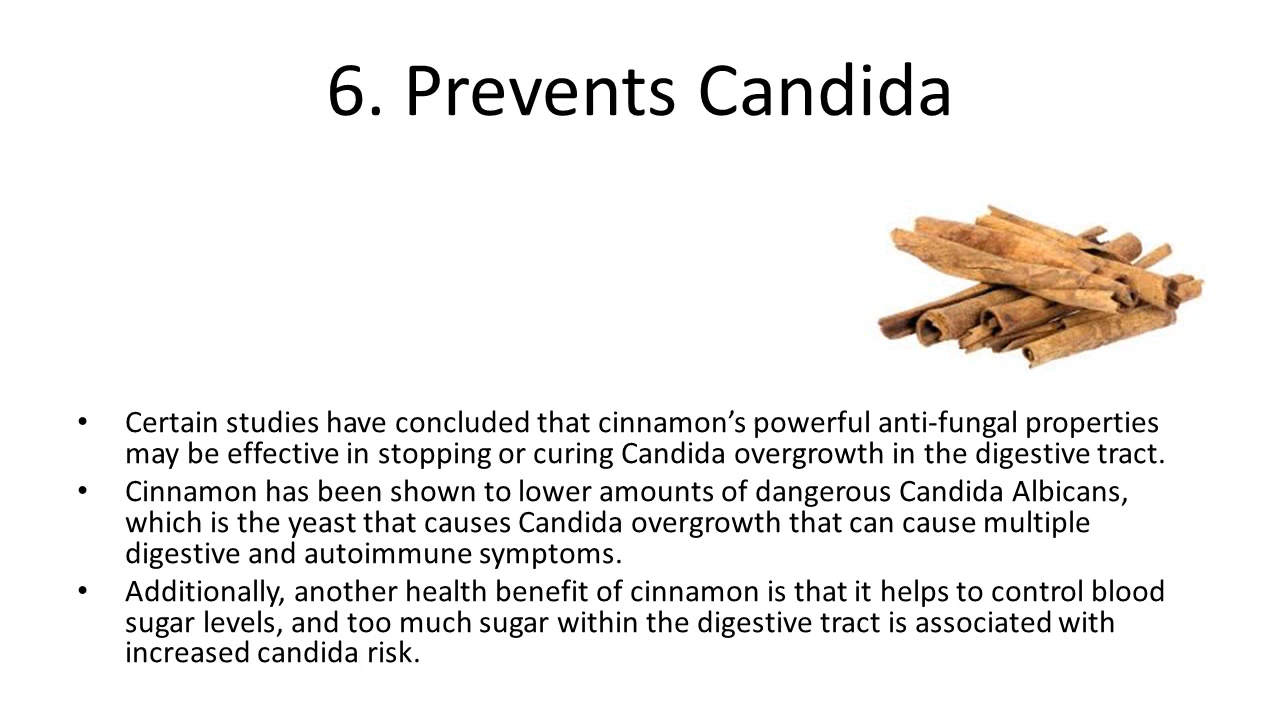 6. Prevents Candida
• Certain studies have concluded that cinnamon’s powerful anti-fungal properties
may be effective in stopping or curing Candida overgrowth in the digestive tract.
• Cinnamon has been shown to lower amounts of dangerous Candida Albicans,
which is the yeast that causes Candida overgrowth that can cause multiple
digestive and autoimmune symptoms.
• Additionally, another health benefit of cinnamon is that it helps to control blood
sugar levels, and too much sugar within the digestive tract is associated with
increased candida risk.